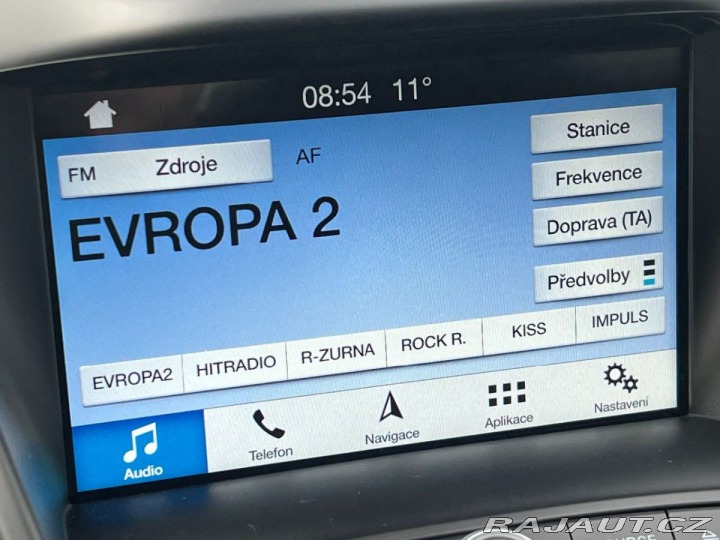 08:54 11°
FM Zdroje
AF
Stanice
Frekvence
Doprava (TA)
Předvolby
EVROPA 2
EVROPA2 HITRADIO R-ZURNA ROCK R. KISS IMPULS
Audio Telefon Navigace Aplikace Nastavení
RAJAUT.CZ